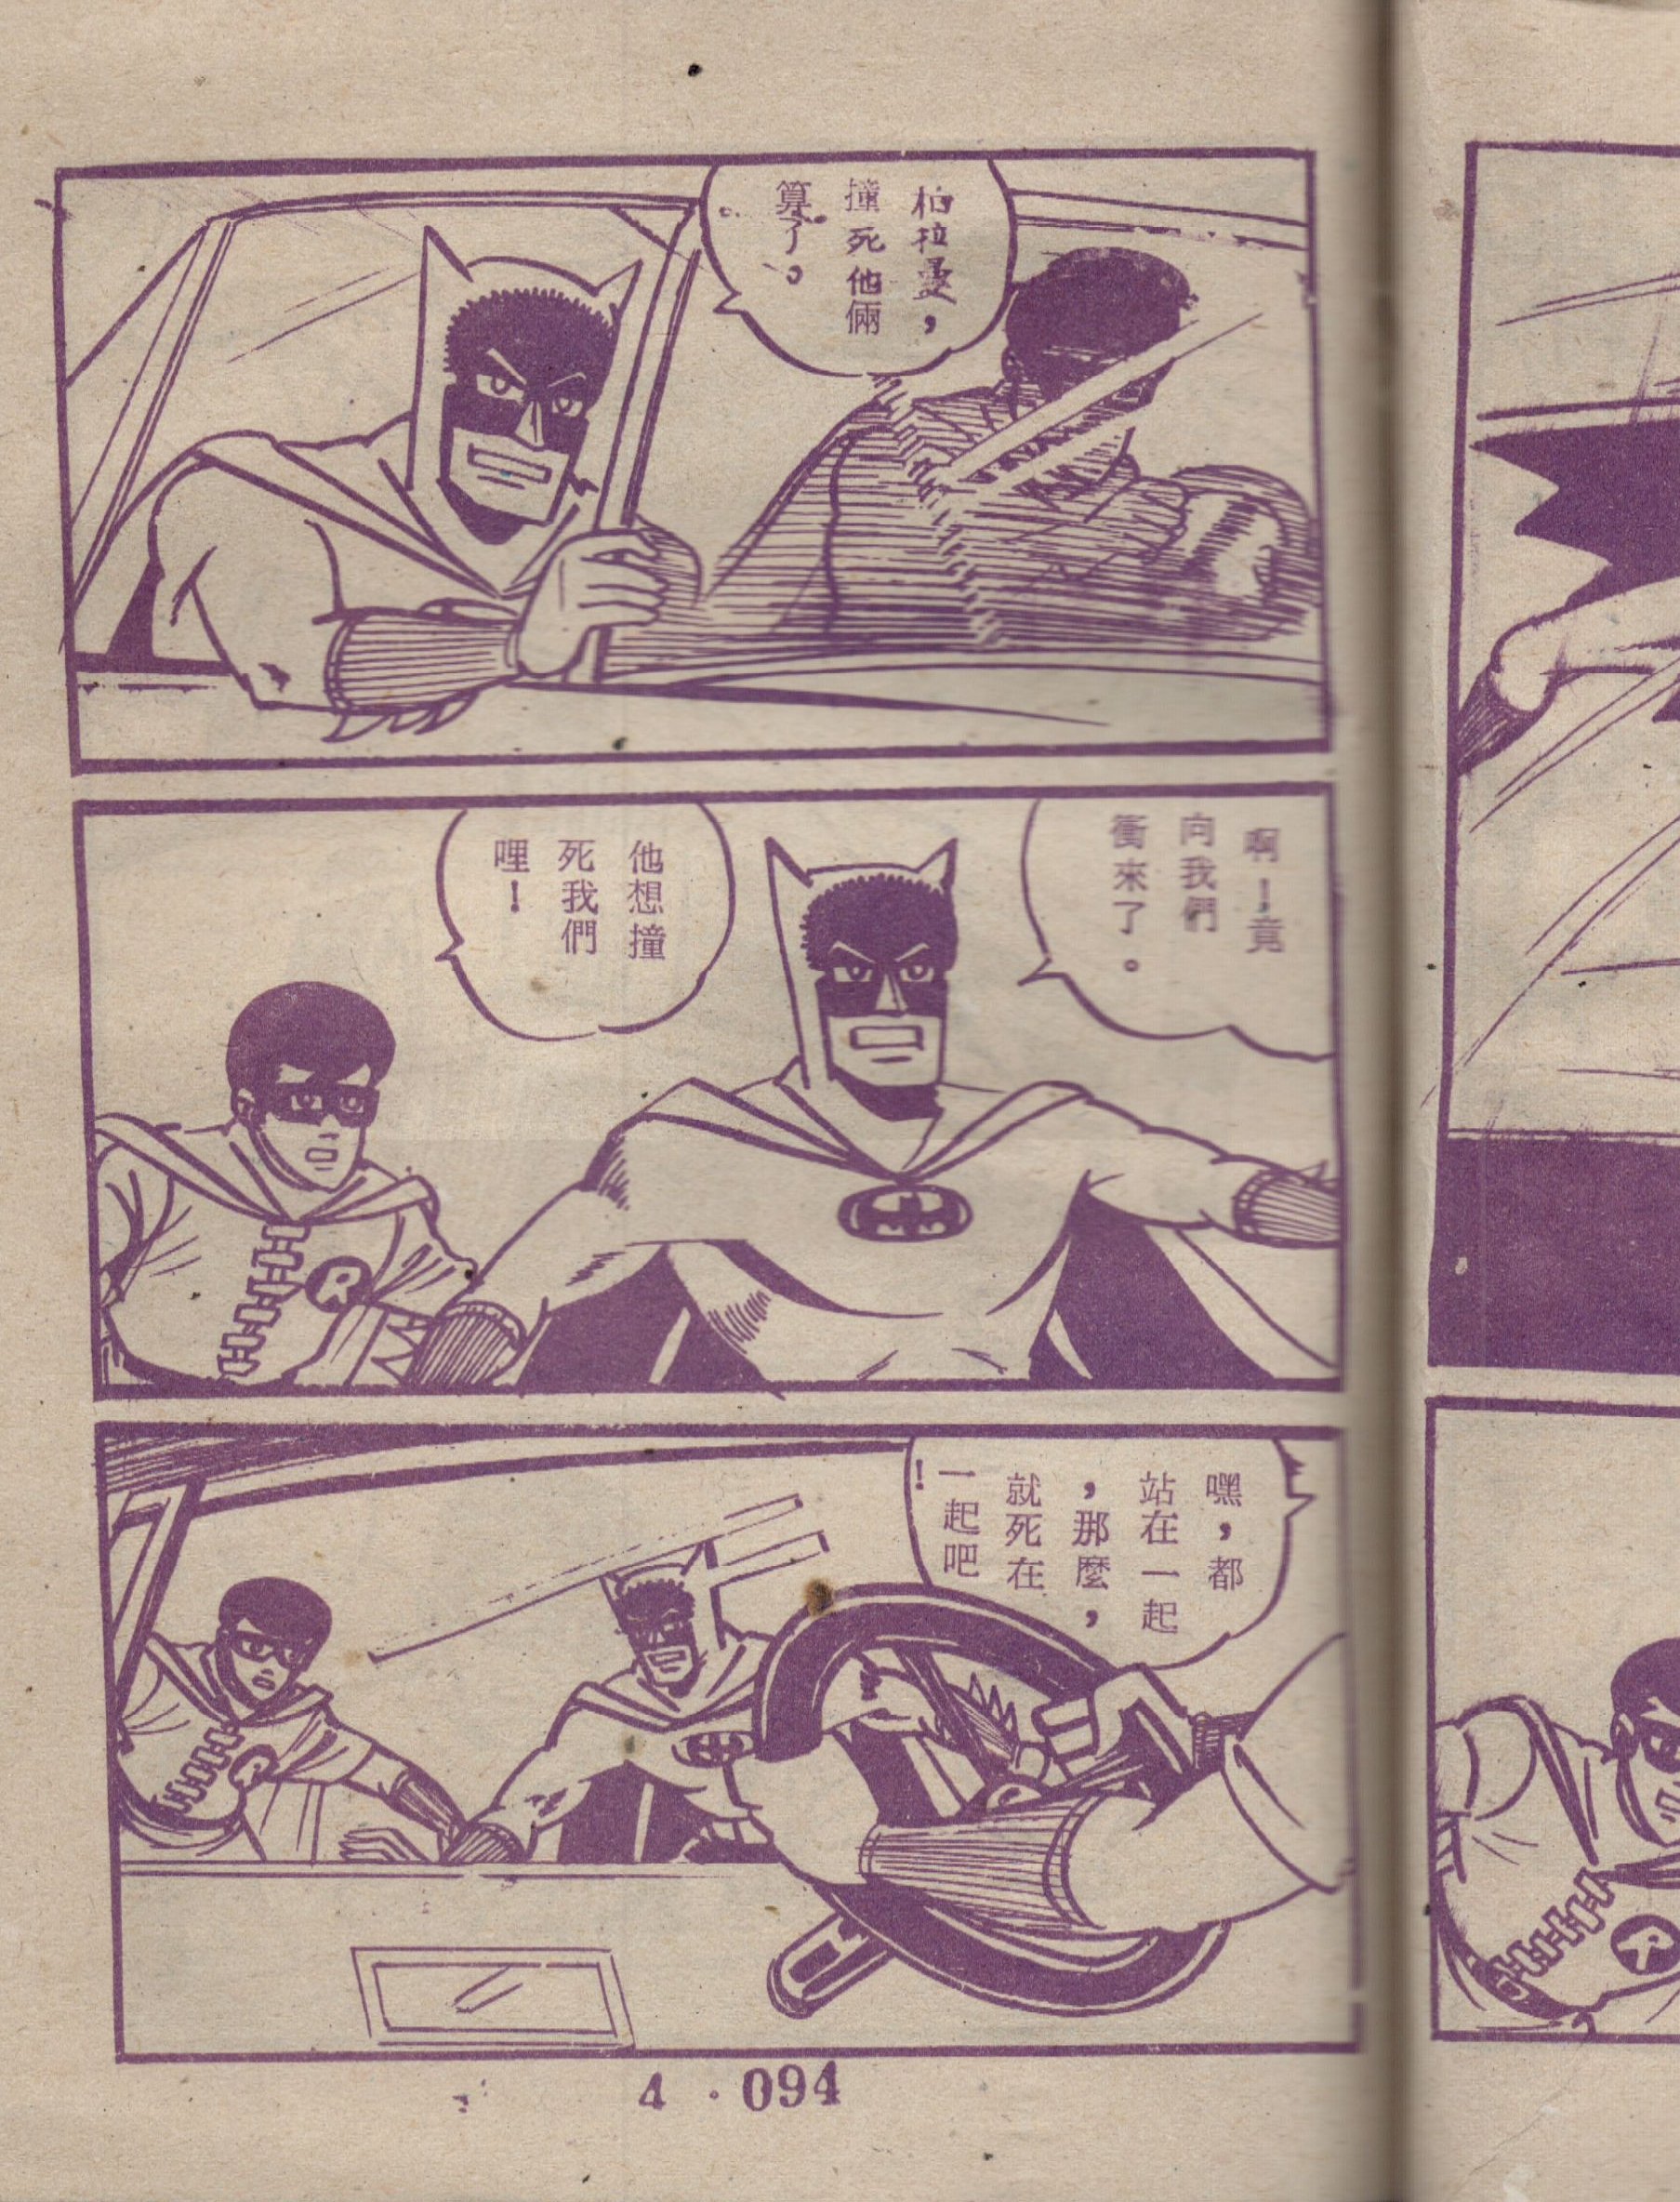 柏拉，
撞死他倆
算了。
啊！竟
向我們
衝來了。
他想撞
死我們
哩！
R
嘿，都
站在一起
，那麼，
就死在
一起吧
！
4·094
R